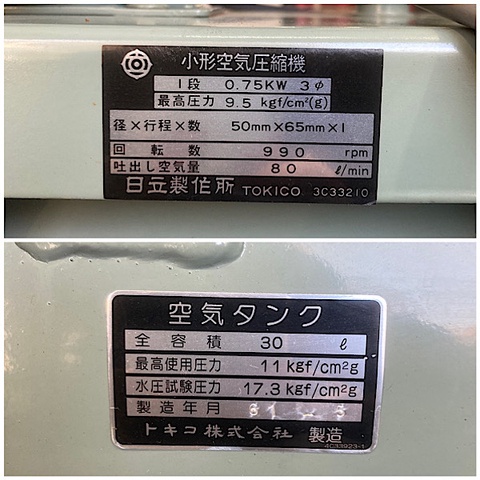 小形空気圧縮機
1段 0.75KW 3φ
最高圧力 9.5 kgf/cm²(g)
径×行程×数 50mm×65mm×1
回転数 990 rpm
吐出し空気量 80 ℓ/min
日立製作所 TOKICO 3C33210
空気タンク
全容積 30 ℓ
最高使用圧力 11 kgf/cm²g
水圧試験圧力 17.3 kgf/cm²g
製造年月
トキコ株式会社 製造
4C33923-1